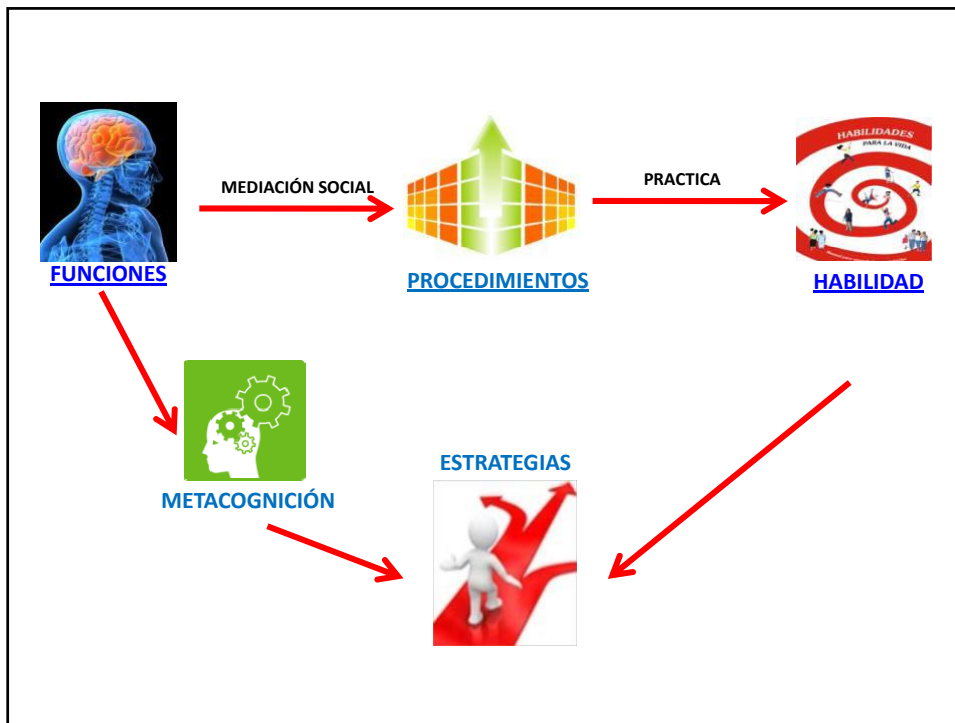 HABILIDADES
PARA LA VIDA
MEDIACIÓN SOCIAL
PRACTICA
FUNCIONES
PROCEDIMIENTOS
HABILIDAD
ESTRATEGIAS
METACOGNICIÓN